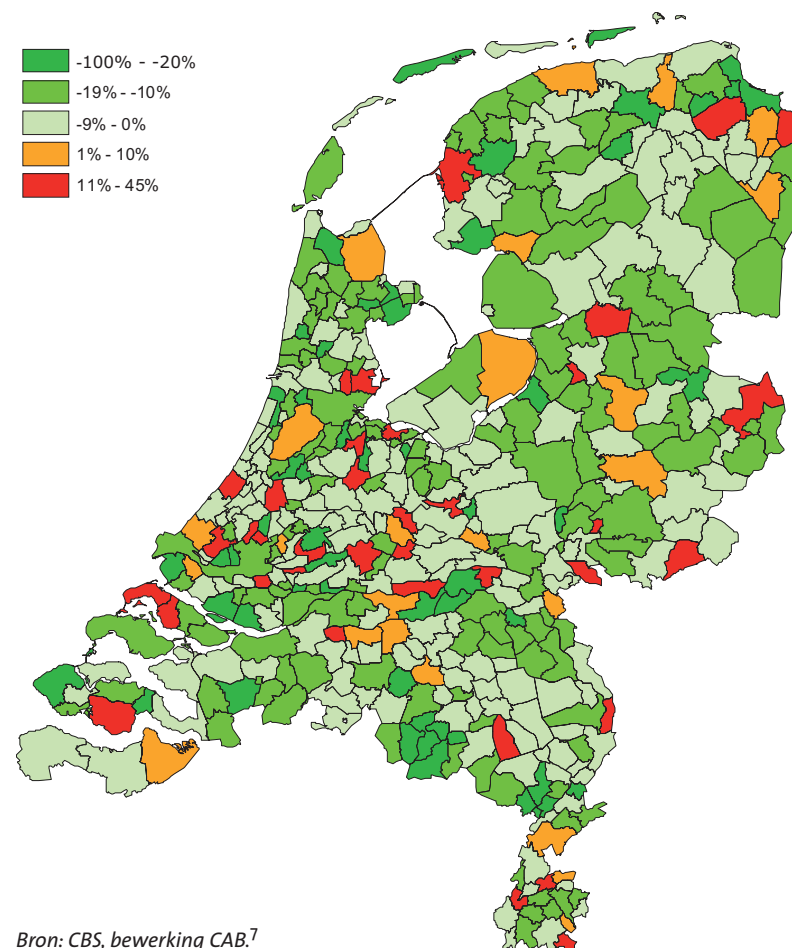 -100% - -20%
-19% - -10%
-9% - 0%
1% - 10%
11% - 45%
Bron: CBS, bewerking CAB.7